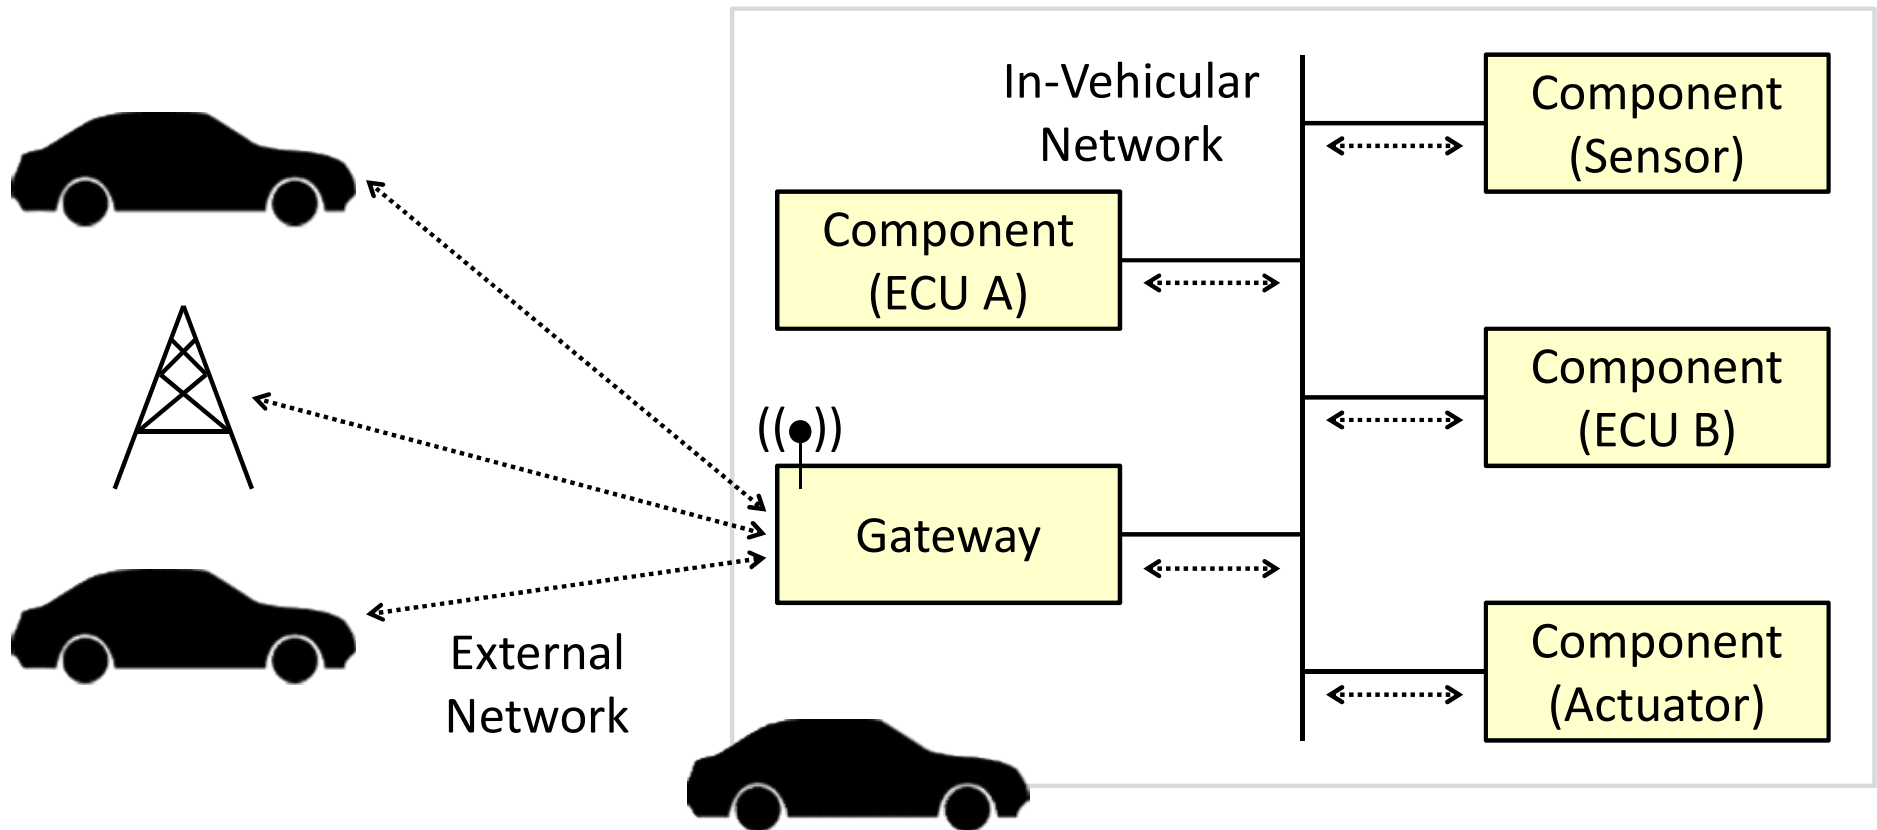 In-Vehicular
Network
Component
(Sensor)
Component
(ECU A)
Component
(ECU B)
((●))
Gateway
External
Network
Component
(Actuator)